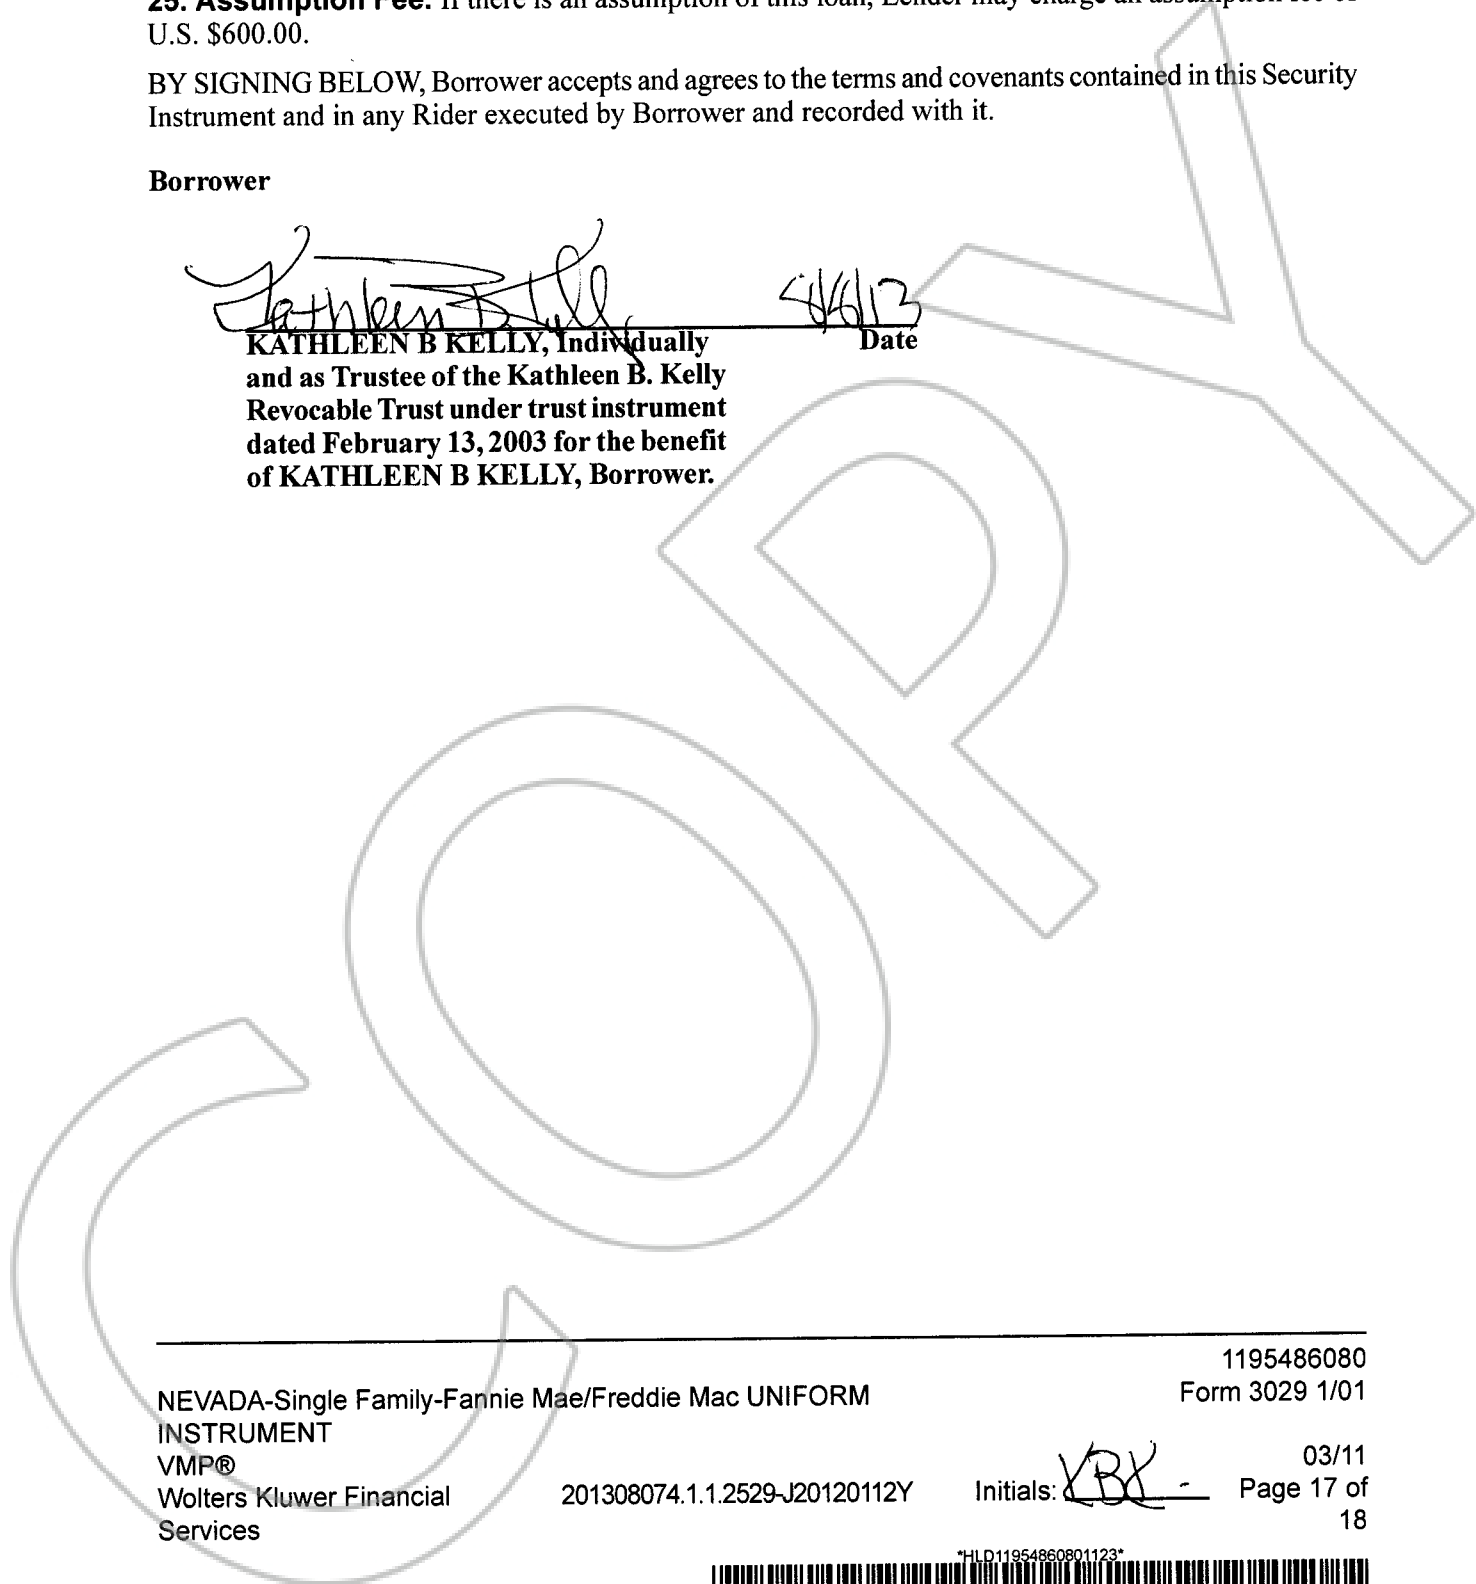 25. Assumption Fee. If there is an assumption of this loan, Lender may charge an assumption fee of
U.S. $600.00.
BY SIGNING BELOW, Borrower accepts and agrees to the terms and covenants contained in this Security
Instrument and in any Rider executed by Borrower and recorded with it.
Borrower
Kathleen B Kelly
KATHLEEN B KELLY, Individually Date
and as Trustee of the Kathleen B. Kelly
Revocable Trust under trust instrument
dated February 13, 2003 for the benefit
of KATHLEEN B KELLY, Borrower.
COPY
1195486080
NEVADA-Single Family-Fannie Mae/Freddie Mac UNIFORM Form 3029 1/01
INSTRUMENT
VMP® 03/11
Wolters Kluwer Financial 201308074.1.1.2529-J20120112Y Initials: KBK Page 17 of
Services 18
*HLD11954860801123*